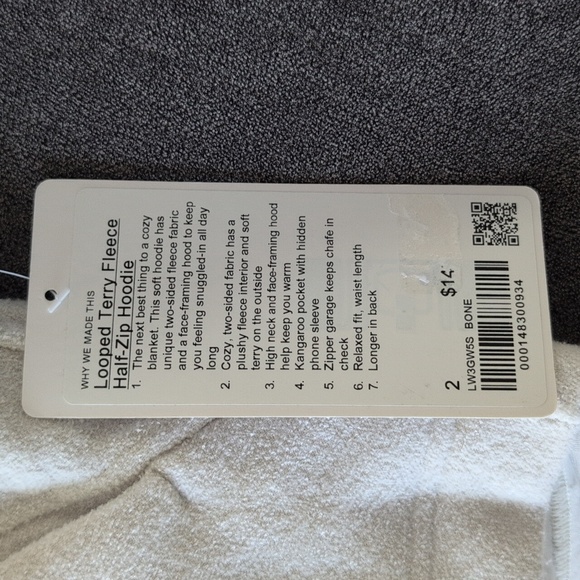 WHY WE MADE THIS
Looped Terry Fleece
Half-Zip Hoodie
1. The next best thing to a cozy
blanket. This soft hoodie has
unique two-sided fleece fabric
and a face-framing hood to keep
you feeling snuggled-in all day
long
2. Cozy, two-sided fabric has a
plushy fleece interior and soft
terry on the outside
3. High neck and face-framing hood
help keep you warm
4. Kangaroo pocket with hidden
phone sleeve
5. Zipper garage keeps chafe in
check
6. Relaxed fit, waist length
7. Longer in back
$14
2
LW3GW5S BONE
000148300934